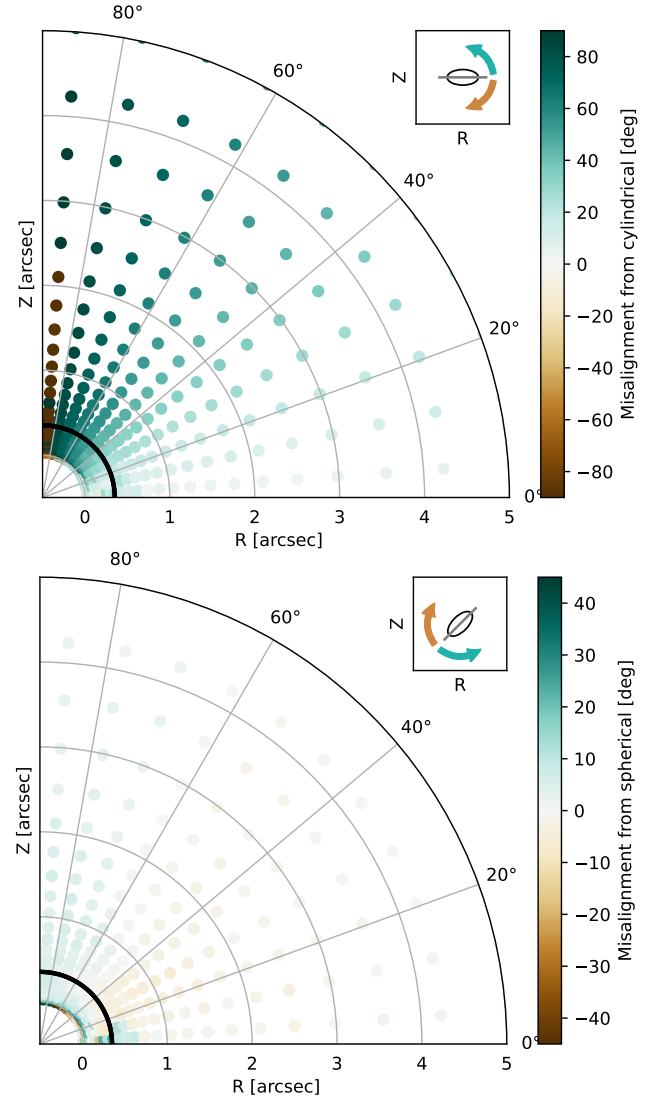 80°
60°
40°
20°
0°
Z
R
Z [arcsec]
0 1 2 3 4 5
R [arcsec]
80
60
40
20
0
−20
−40
−60
−80
Misalignment from cylindrical [deg]
80°
60°
40°
20°
0°
Z
R
Z [arcsec]
0 1 2 3 4 5
R [arcsec]
40
30
20
10
0
−10
−20
−30
−40
Misalignment from spherical [deg]